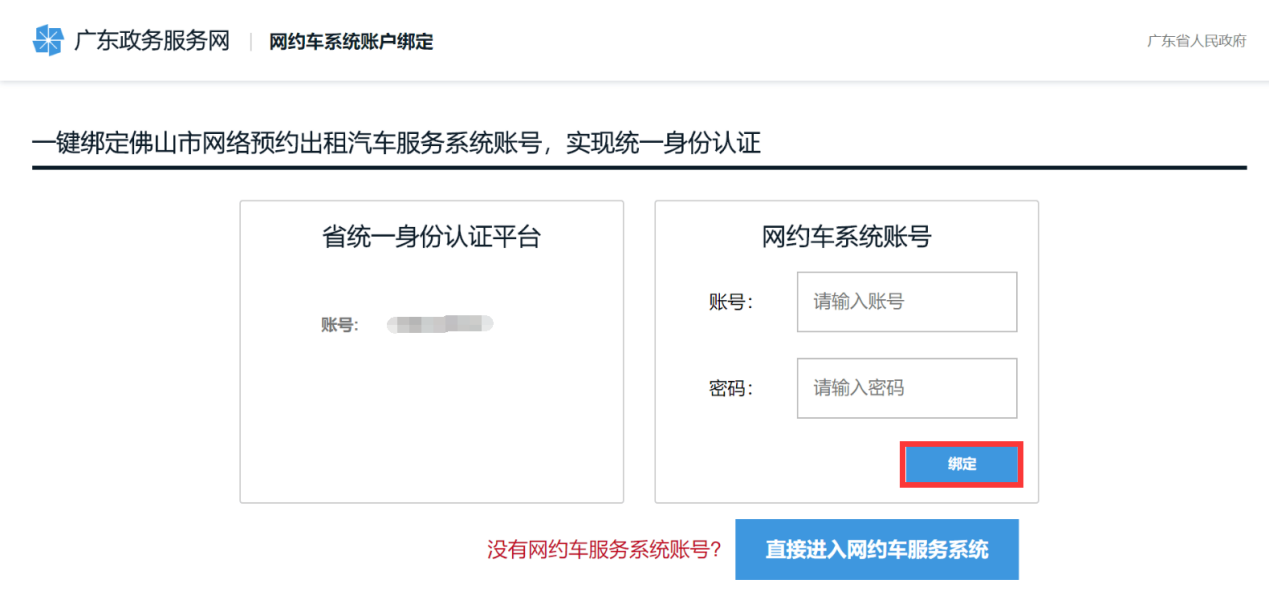 广东政务服务网 | 网约车系统账户绑定
广东省人民政府
一键绑定佛山市网络预约出租汽车服务系统账号，实现统一身份认证
省统一身份认证平台
账号:
网约车系统账号
账号: 请输入账号
密码: 请输入密码
绑定
没有网约车服务系统账号? 直接进入网约车服务系统